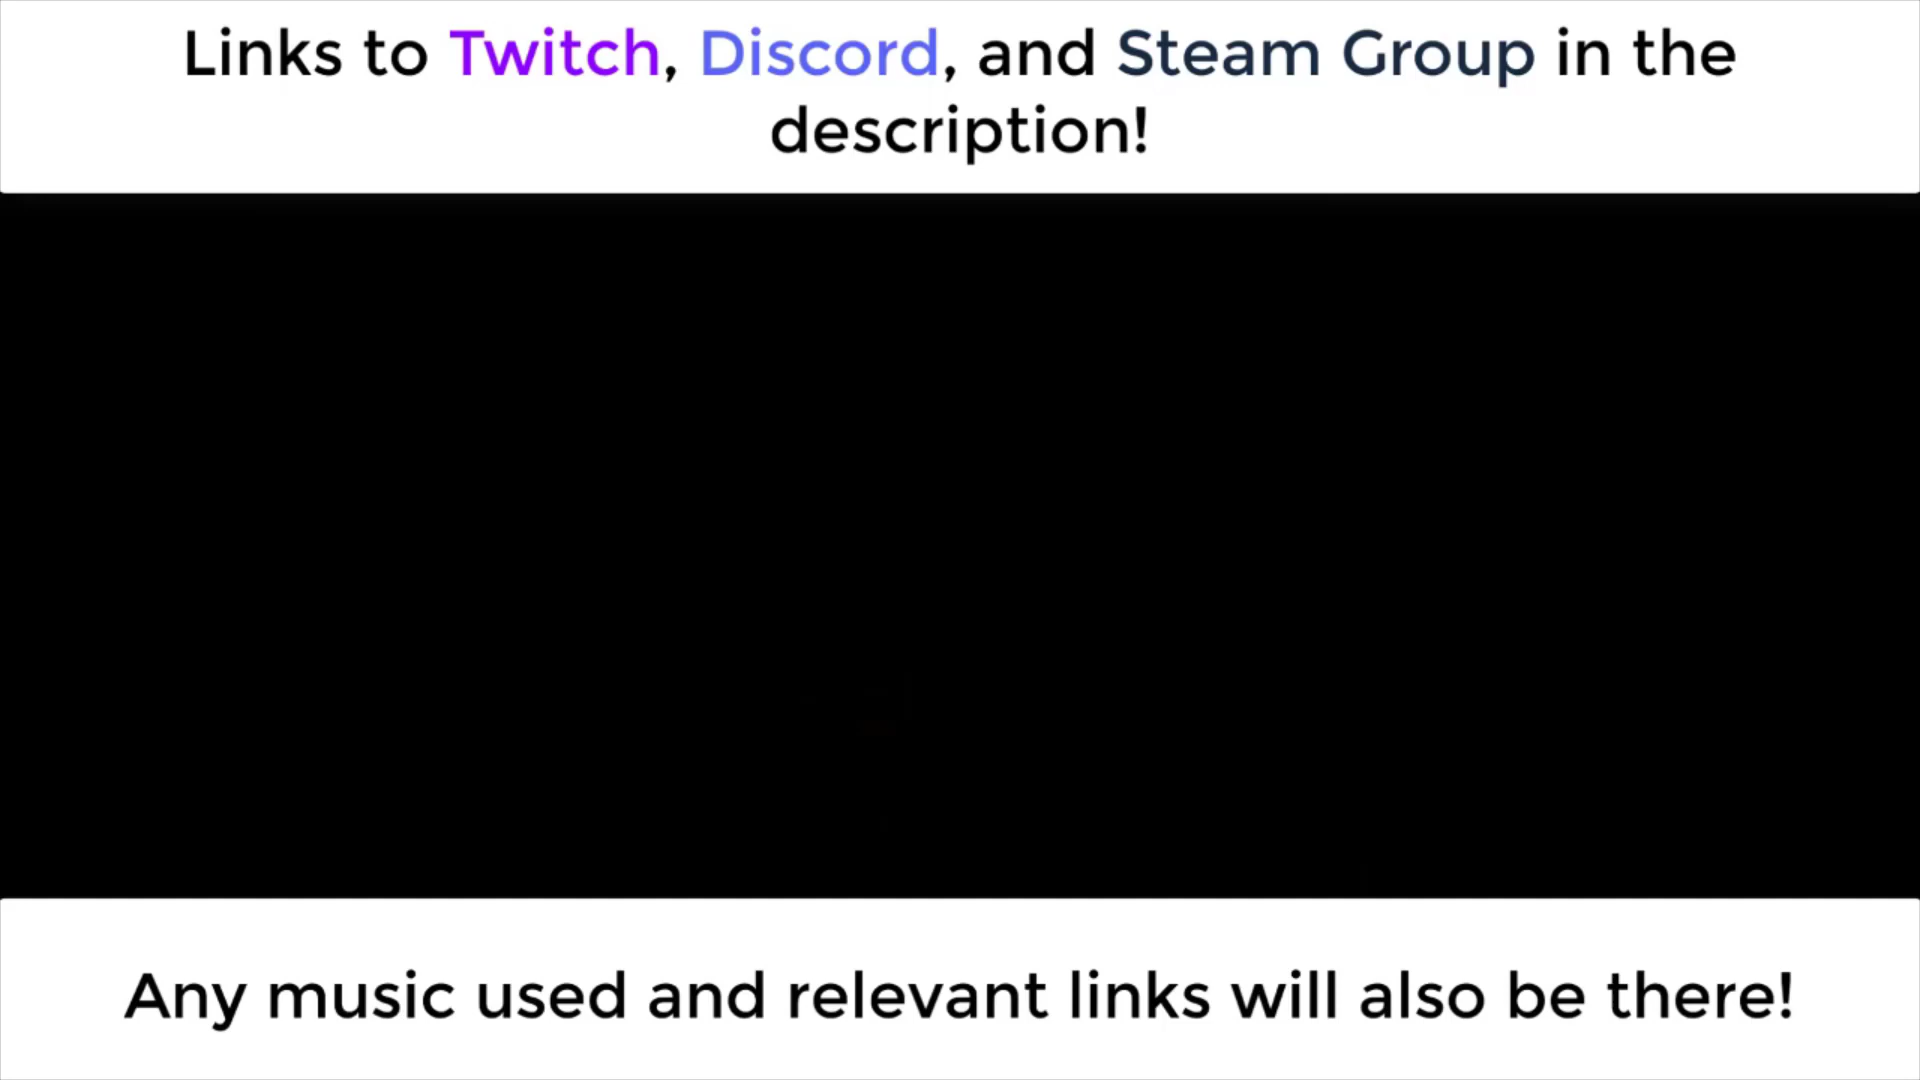 Links to Twitch, Discord, and Steam Group in the
description!
Any music used and relevant links will also be there!